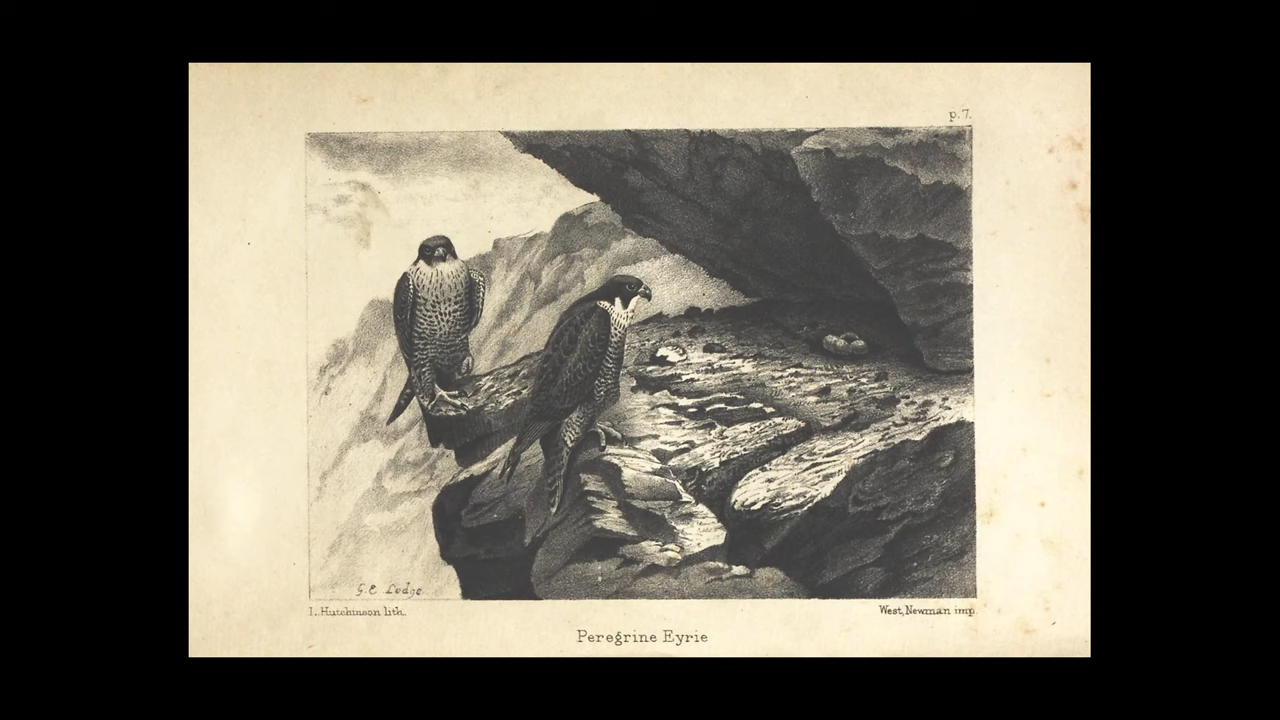 p. 7.
G.E Lodge
I. Hutchinson lith.
West, Newman imp.
Peregrine Eyrie